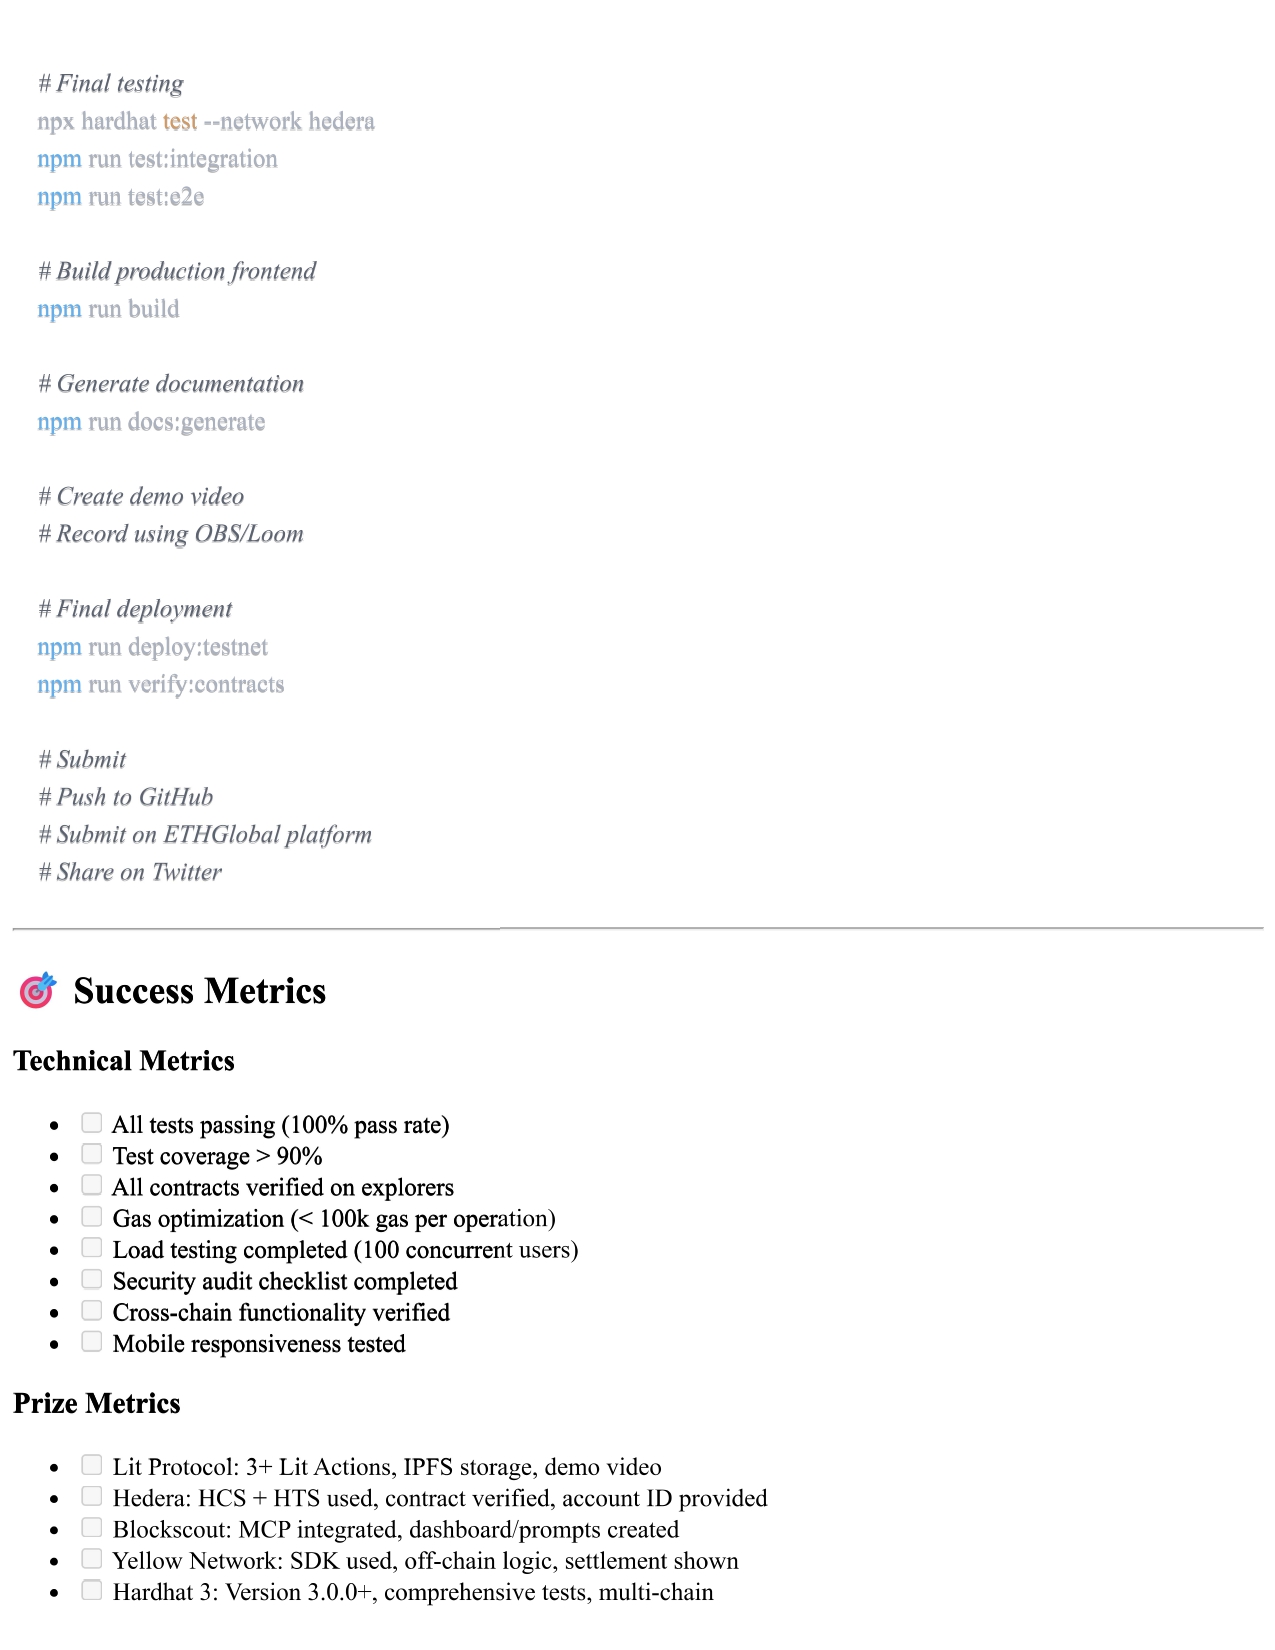 # Final testing
npx hardhat test --network hedera
npm run test:integration
npm run test:e2e
# Build production frontend
npm run build
# Generate documentation
npm run docs:generate
# Create demo video
# Record using OBS/Loom
# Final deployment
npm run deploy:testnet
npm run verify:contracts
# Submit
# Push to GitHub
# Submit on ETHGlobal platform
# Share on Twitter
🎯 Success Metrics
Technical Metrics
• ☐ All tests passing (100% pass rate)
• ☐ Test coverage > 90%
• ☐ All contracts verified on explorers
• ☐ Gas optimization (< 100k gas per operation)
• ☐ Load testing completed (100 concurrent users)
• ☐ Security audit checklist completed
• ☐ Cross-chain functionality verified
• ☐ Mobile responsiveness tested
Prize Metrics
• ☐ Lit Protocol: 3+ Lit Actions, IPFS storage, demo video
• ☐ Hedera: HCS + HTS used, contract verified, account ID provided
• ☐ Blockscout: MCP integrated, dashboard/prompts created
• ☐ Yellow Network: SDK used, off-chain logic, settlement shown
• ☐ Hardhat 3: Version 3.0.0+, comprehensive tests, multi-chain